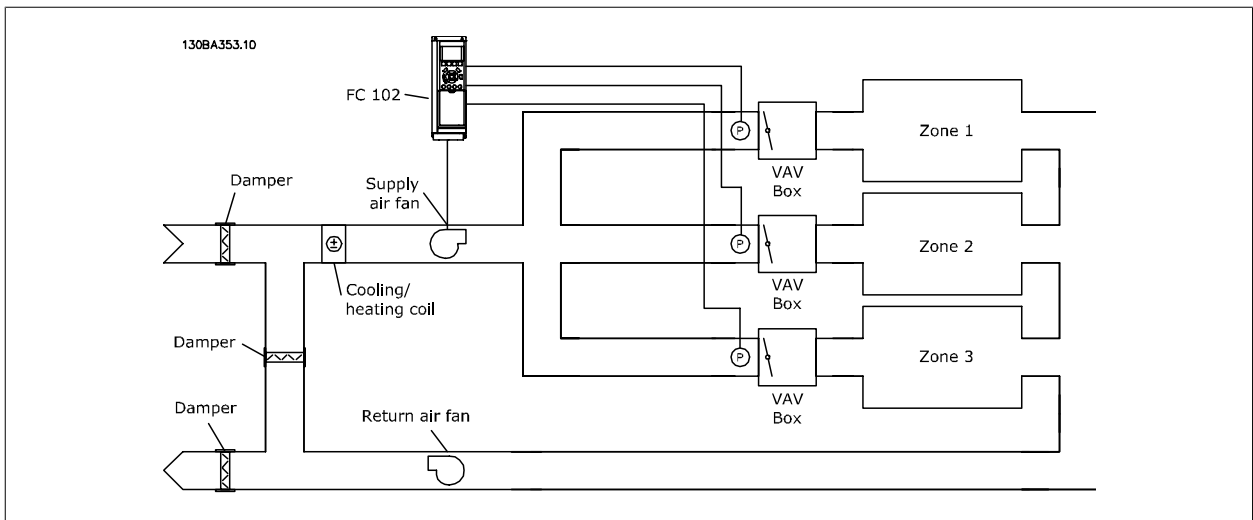 130BA353.10
FC 102
P
VAV
Box
Zone 1
Damper
Supply
air fan
P
VAV
Box
Zone 2
Cooling/
heating coil
Damper
P
VAV
Box
Zone 3
Damper
Return air fan